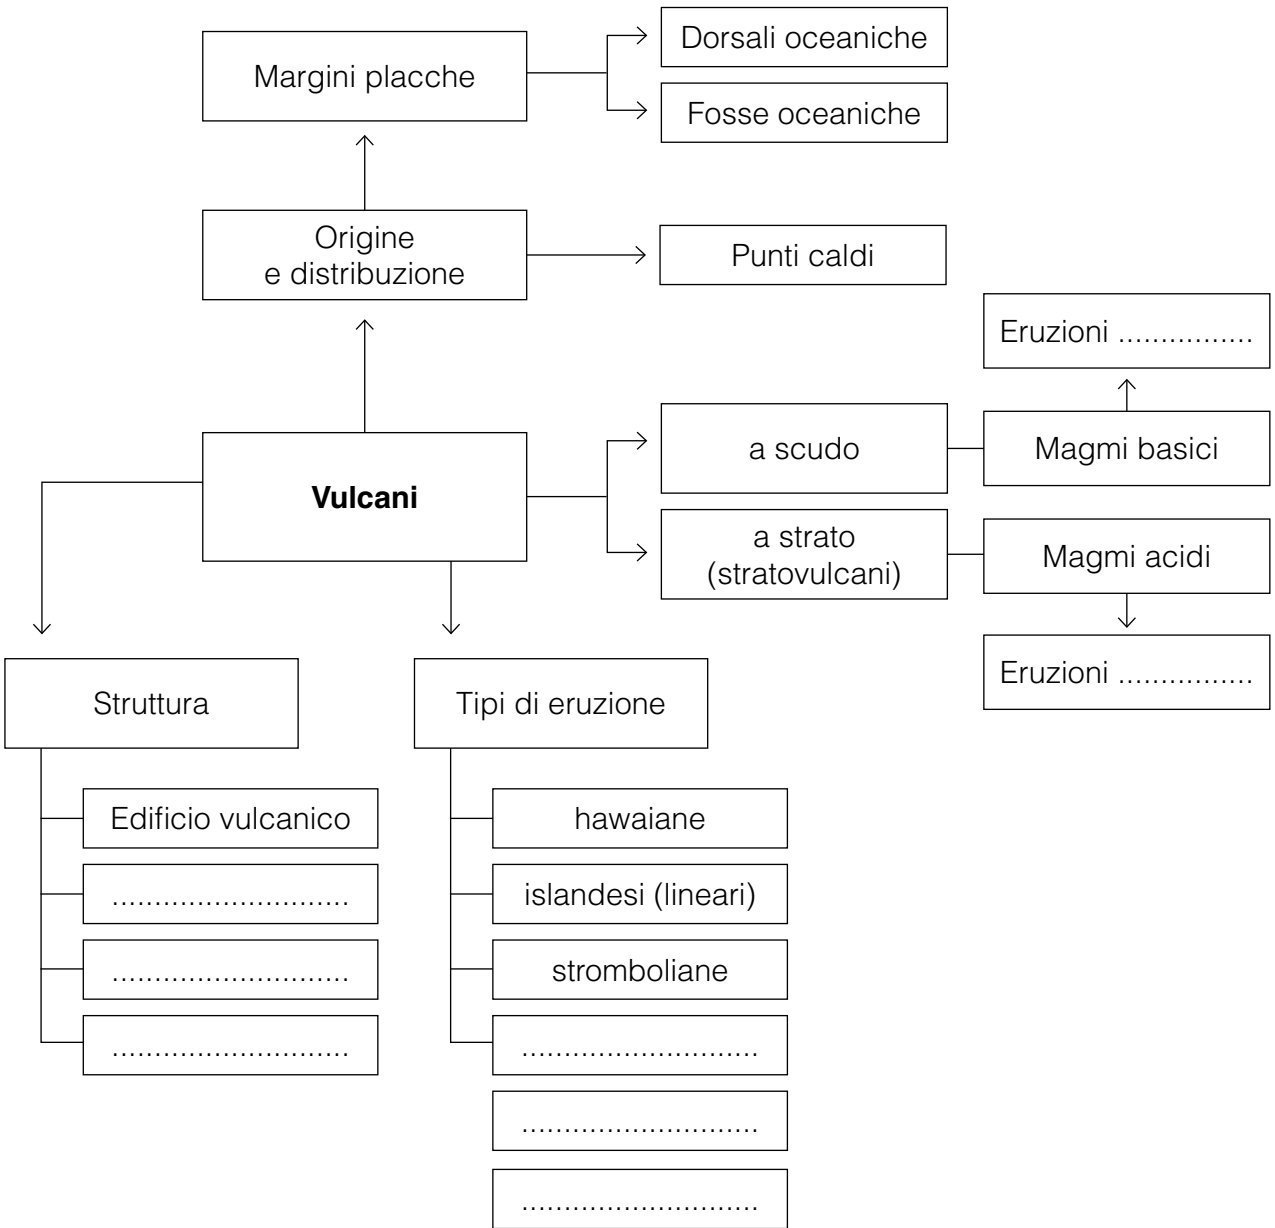 Dorsali oceaniche
Margini placche
Fosse oceaniche
Origine
e distribuzione
Punti caldi
Eruzioni ................
a scudo
Magmi basici
Vulcani
a strato
(stratovulcani)
Magmi acidi
Eruzioni ................
Struttura
Tipi di eruzione
Edificio vulcanico
............................
............................
............................
hawaiane
islandesi (lineari)
stromboliane
............................
............................
............................